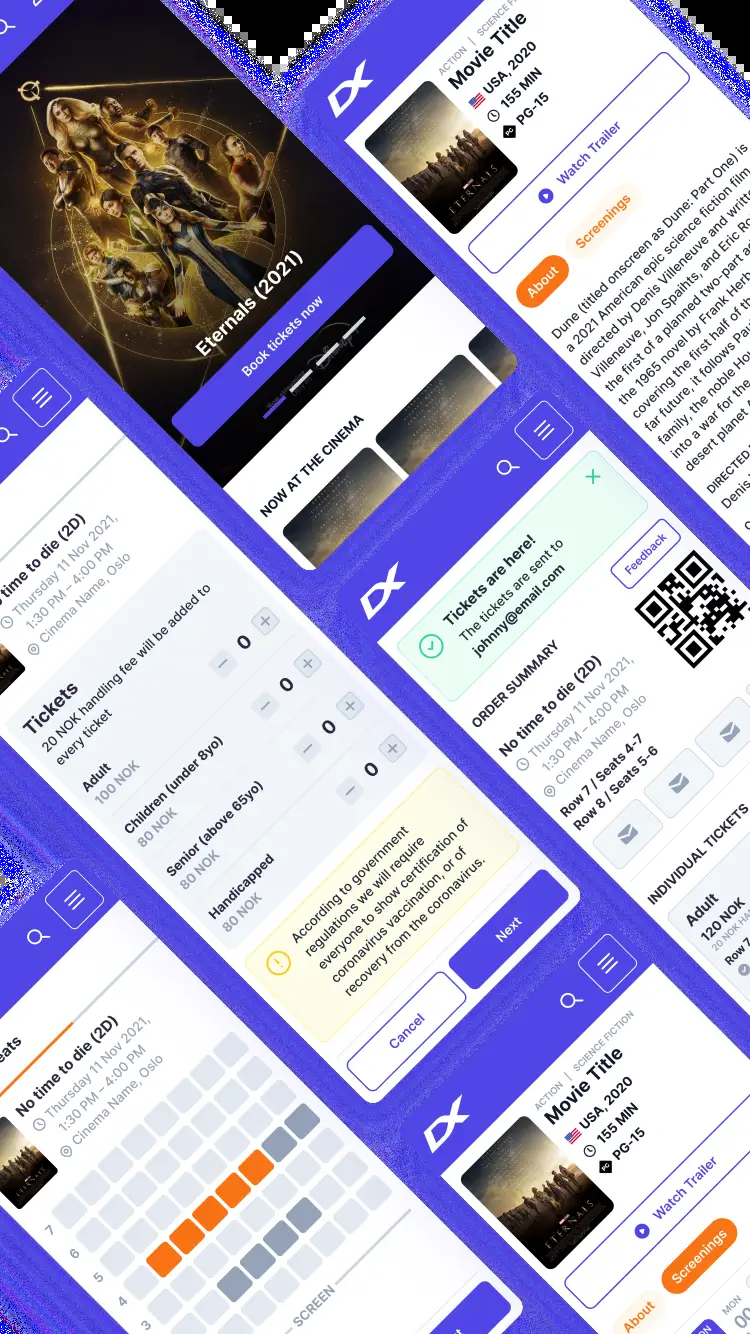 Eternals (2021)
Book tickets now
NOW AT THE CINEMA
ACTION | SCIENCE FICTION
Movie Title
USA, 2020
155 MIN
PG-15
ETERNALS
Watch Trailer
About
Screenings
Dune (titled onscreen as Dune: Part One) is
a 2021 American epic science fiction film
directed by Denis Villeneuve
Villeneuve, Jon Spaihts, and Eric
the first of a planned two-part
the 1965 novel by Frank
covering the first half of
far future, it follows
family, the noble
into a war for the
desert planet
DIRECTED
Denis
time to die (2D)
Thursday 11 Nov 2021,
1:30 PM – 4:00 PM
Cinema Name, Oslo
Tickets
20 NOK handling fee will be added to
every ticket
Adult
100 NOK
0
Children (under 8yo)
80 NOK
0
Senior (above 65yo)
80 NOK
0
Handicapped
80 NOK
0
According to government
regulations we will require
everyone to show certification of
coronavirus vaccination, or of
recovery from the coronavirus.
Cancel
Next
Tickets are here!
The tickets are sent to
johnny@email.com
Feedback
ORDER SUMMARY
No time to die (2D)
Thursday 11 Nov 2021,
1:30 PM – 4:00 PM
Cinema Name, Oslo
Row 7 / Seats 4-7
Row 8 / Seats 5-6
INDIVIDUAL TICKETS
Adult
120 NOK
20 NOK
Row
No time to die (2D)
Thursday 11 Nov 2021,
1:30 PM – 4:00 PM
Cinema Name, Oslo
7
6
5
4
3
SCREEN
ACTION | SCIENCE FICTION
Movie Title
USA, 2020
155 MIN
PG-15
ETERNALS
Watch Trailer
About
Screenings
MON